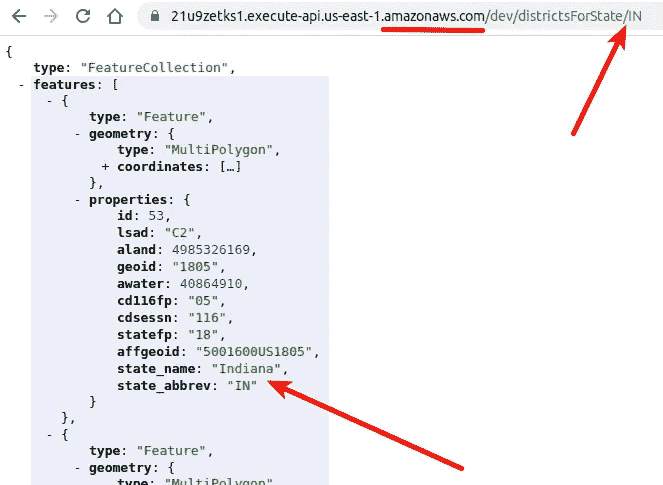 21u9zetks1.execute-api.us-east-1.amazonaws.com/dev/districtsForState/IN
{
type: "FeatureCollection",
- features: [
- {
type: "Feature",
- geometry: {
type: "MultiPolygon",
+ coordinates: […]
},
- properties: {
id: 53,
lsad: "C2",
aland: 4985326169,
geoid: "1805",
awater: 40864910,
cd116fp: "05",
cdsessn: "116",
statefp: "18",
affgeoid: "5001600US1805",
state_name: "Indiana",
state_abbrev: "IN"
}
},
- {
type: "Feature",
- geometry: {
type: "MultiPolygon"